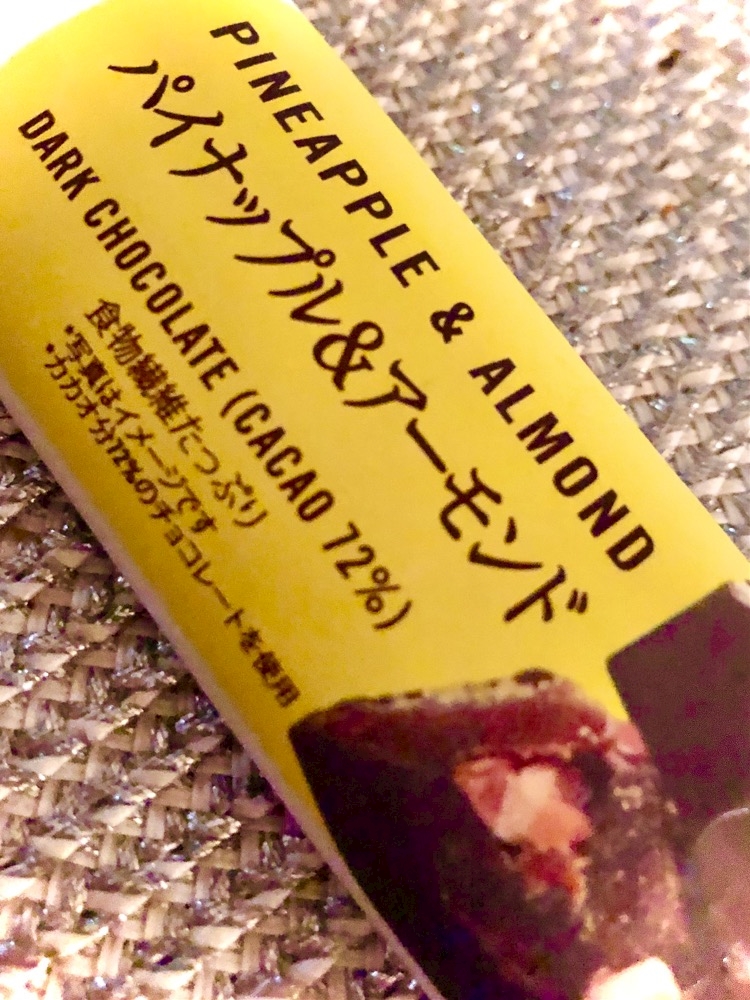 PINEAPPLE & ALMOND
パイナップル&アーモンド
DARK CHOCOLATE (CACAO 72%)
食物繊維たっぷり
*写真はイメージです
*カカオ分72%のチョコレートを使用